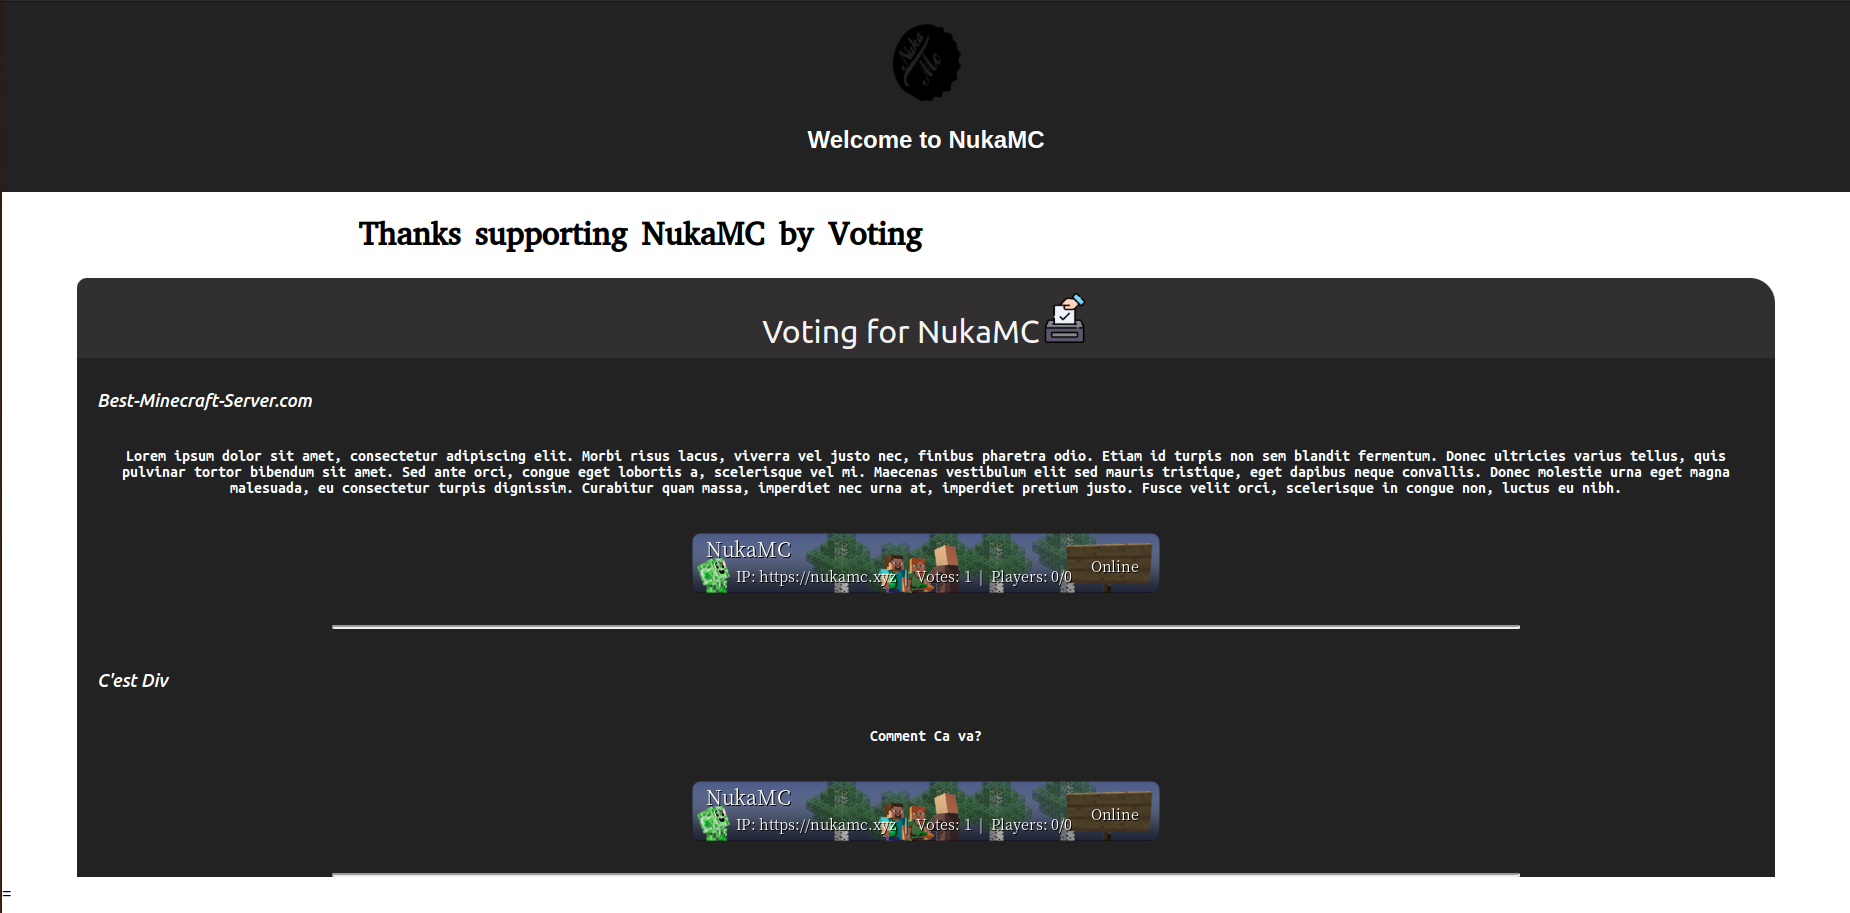 Nuka
Mc
Welcome to NukaMC
Thanks supporting NukaMC by Voting
Voting for NukaMC
Best-Minecraft-Server.com
Lorem ipsum dolor sit amet, consectetur adipiscing elit. Morbi risus lacus, viverra vel justo nec, finibus pharetra odio. Etiam id turpis non sem blandit fermentum. Donec ultricies varius tellus, quis
pulvinar tortor bibendum sit amet. Sed ante orci, congue eget lobortis a, scelerisque vel mi. Maecenas vestibulum elit sed mauris tristique, eget dapibus neque convallis. Donec molestie urna eget magna
malesuada, eu consectetur turpis dignissim. Curabitur quam massa, imperdiet nec urna at, imperdiet pretium justo. Fusce velit orci, scelerisque in congue non, luctus eu nibh.
NukaMC
IP: https://nukamc.xyz | Votes: 1 | Players: 0/0
Online
C'est Div
Comment Ca va?
NukaMC
IP: https://nukamc.xyz | Votes: 1 | Players: 0/0
Online
=